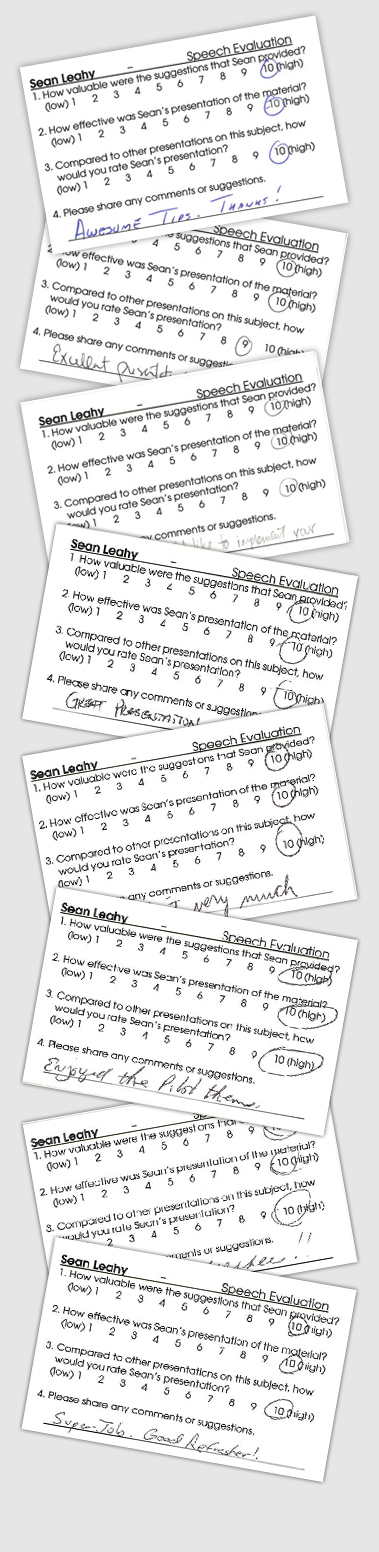 Sean Leahy – Speech Evaluation
1. How valuable were the suggestions that Sean provided?
(low) 1 2 3 4 5 6 7 8 9 10 (high)
2. How effective was Sean's presentation of the material?
(low) 1 2 3 4 5 6 7 8 9 10 (high)
3. Compared to other presentations on this subject, how
would you rate Sean's presentation?
(low) 1 2 3 4 5 6 7 8 9 10 (high)
4. Please share any comments or suggestions.
AWESOME TIPS. THANKS!
Speech Evaluation
suggestions that Sean provided?
4 5 6 7 8 9 10 (high)
effective was Sean's presentation of the material?
(low) 1 2 3 4 5 6 7 8 9 10 (high)
3. Compared to other presentations on this subject, how
would you rate Sean's presentation?
(low) 1 2 3 4 5 6 7 8 9 10 (high)
4. Please share any comments or
Excellent
Sean Leahy – Speech Evaluation
1. How valuable were the suggestions that Sean provided?
(low) 1 2 3 4 5 6 7 8 9 10 (high)
2. How effective was Sean's presentation of the material?
(low) 1 2 3 4 5 6 7 8 9 10 (high)
3. Compared to other presentations on this subject, how
would you rate Sean's presentation?
1 2 3 4 5 6 7 8 9 10 (high)
comments or suggestions.
to implement your
Sean Leahy – Speech Evaluation
1 How valuable were the suggestions that Sean provided?
(low) 1 2 3 4 5 6 7 8 9 10 (high)
2. How effective was Sean's presentation of the material?
(low) 1 2 3 4 5 6 7 8 9 10 (high)
3. Compared to other presentations on this subject, how
would you rate Sean's presentation?
(low) 1 2 3 4 5 6 7 8 9 10 (high)
4. Please share any comments or suggestion
GREAT PRESENTATION!
Speech Evaluation
Sean Leahy –
1. How valuable were the suggestions that Sean provided?
(low) 1 2 3 4 5 6 7 8 9 10 (high)
2. How effective was Sean's presentation of the material?
(low) 1 2 3 4 5 6 7 8 9 10 (high)
3. Compared to other presentations on this subject, how
would you rate Sean's presentation?
(low) 1 2 3 4 5 6 7 8 9 10 (high)
any comments or suggestions.
very much
Sean Leahy – Speech Evaluation
1. How valuable were the suggestions that Sean provided?
(low) 1 2 3 4 5 6 7 8 9 10 (high)
2. How effective was Sean's presentation of the material?
(low) 1 2 3 4 5 6 7 8 9 10 (high)
3. Compared to other presentations on this subject, how
would you rate Sean's presentation?
(low) 1 2 3 4 5 6 7 8 9 10 (high)
4. Please share any comments or suggestions.
Enjoyed the Pilot theme.
Sean Leahy –
1. How valuable were the suggestions that
(low) 1 2 3 4 5 6 7 8 9
2. How effective was Sean's presentation of the material?
(low) 1 2 3 4 5 6 7 8 9 10 (high)
3. Compared to other presentations on this subject, how
would you rate Sean's presentation?
1 2 3 4 5 6 7 8 9 10 (high)
or suggestions.
!!
Sean Leahy – Speech Evaluation
1. How valuable were the suggestions that Sean provided?
(low) 1 2 3 4 5 6 7 8 9 10 (high)
2. How effective was Sean's presentation of the material?
(low) 1 2 3 4 5 6 7 8 9 10 (high)
3. Compared to other presentations on this subject, how
would you rate Sean's presentation?
(low) 1 2 3 4 5 6 7 8 9 10 (high)
4. Please share any comments or suggestions.
Super Job. Good Refresher!